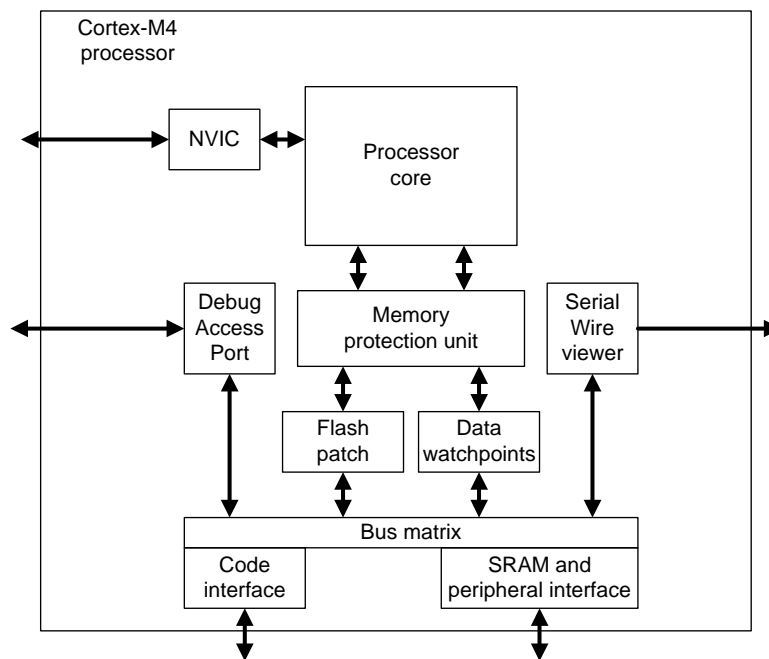 Cortex-M4
processor
NVIC
Processor
core
Debug
Access
Port
Memory
protection unit
Serial
Wire
viewer
Flash
patch
Data
watchpoints
Bus matrix
Code
interface
SRAM and
peripheral interface